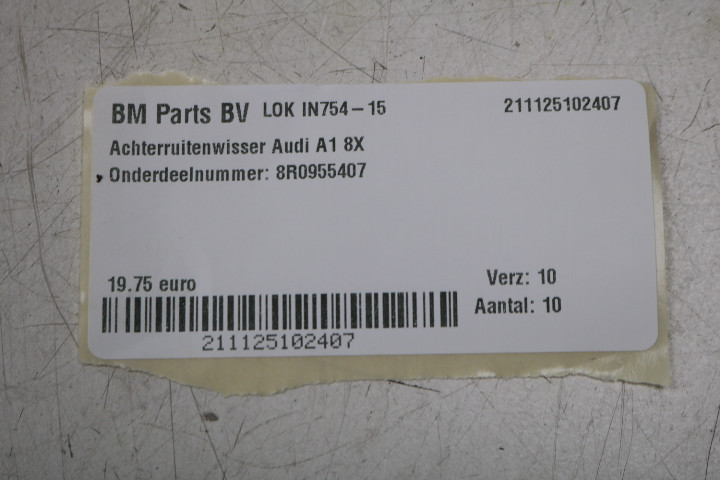 BM Parts BV LOK IN754-15 211125102407
Achterruitenwisser Audi A1 8X
Onderdeelnummer: 8R0955407
19.75 euro Verz: 10
Aantal: 10
211125102407